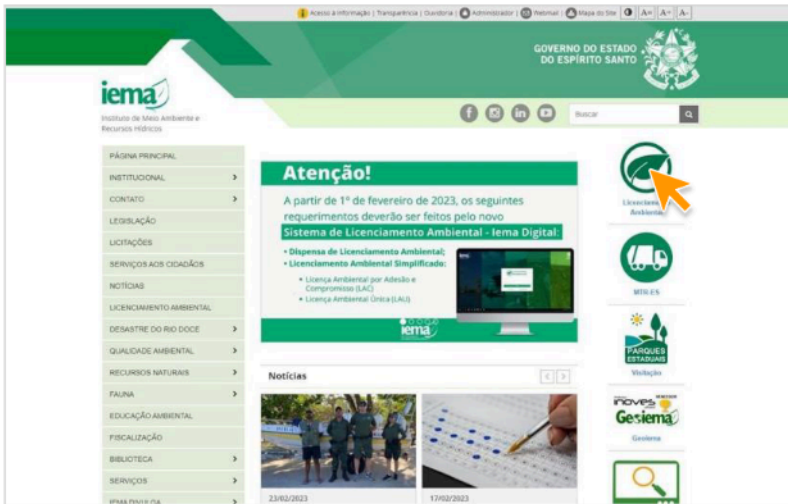 Acesso à Informação | Transparência | Ouvidoria | Administrador | Webmail | Mapa do Site A= A+ A-
GOVERNO DO ESTADO
DO ESPÍRITO SANTO
iema
Instituto de Meio Ambiente e
Recursos Hídricos
Buscar
PÁGINA PRINCIPAL
INSTITUCIONAL
CONTATO
LEGISLAÇÃO
LICITAÇÕES
SERVIÇOS AOS CIDADÃOS
NOTÍCIAS
LICENCIAMENTO AMBIENTAL
DESASTRE DO RIO DOCE
QUALIDADE AMBIENTAL
RECURSOS NATURAIS
FAUNA
EDUCAÇÃO AMBIENTAL
FISCALIZAÇÃO
BIBLIOTECA
SERVIÇOS
IEMA DIVULGA
Atenção!
A partir de 1º de fevereiro de 2023, os seguintes
requerimentos deverão ser feitos pelo novo
Sistema de Licenciamento Ambiental - Iema Digital:
• Dispensa de Licenciamento Ambiental;
• Licenciamento Ambiental Simplificado:
• Licença Ambiental por Adesão e
Compromisso (LAC)
• Licença Ambiental Única (LAU)
iema
Notícias
23/02/2023
17/02/2023
Ambiental
MTR-ES
PARQUES
ESTADUAIS
Visitação
inoves
Geoiema
Geoiema